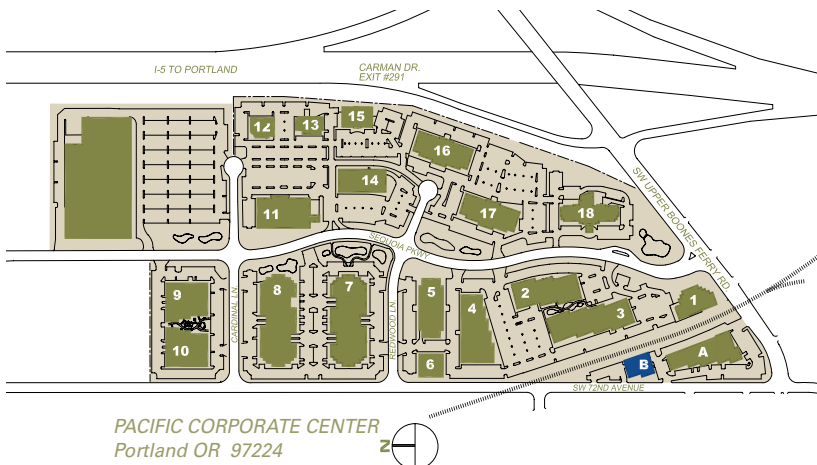 I-5 TO PORTLAND
CARMAN DR.
EXIT #291
12
13
15
16
14
11
17
18
SW UPPER BOONES FERRY RD
SEQUOIA PKWY
9
10
CARDINAL LN.
8
7
REDWOOD LN.
5
6
4
2
3
1
A
B
SW 72ND AVENUE
PACIFIC CORPORATE CENTER
Portland OR 97224
N